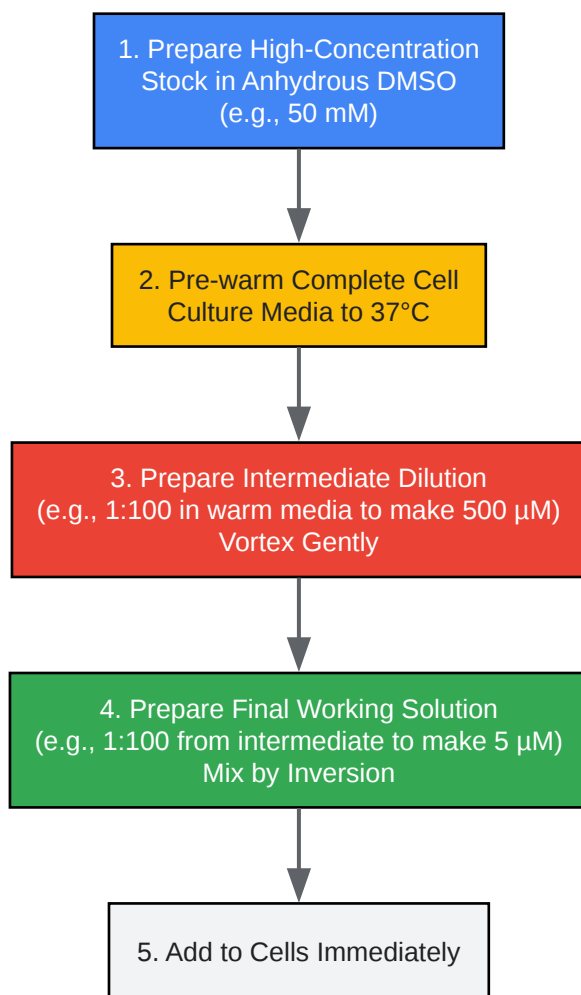 1. Prepare High-Concentration
Stock in Anhydrous DMSO
(e.g., 50 mM)
2. Pre-warm Complete Cell
Culture Media to 37°C
3. Prepare Intermediate Dilution
(e.g., 1:100 in warm media to make 500 µM)
Vortex Gently
4. Prepare Final Working Solution
(e.g., 1:100 from intermediate to make 5 µM)
Mix by Inversion
5. Add to Cells Immediately